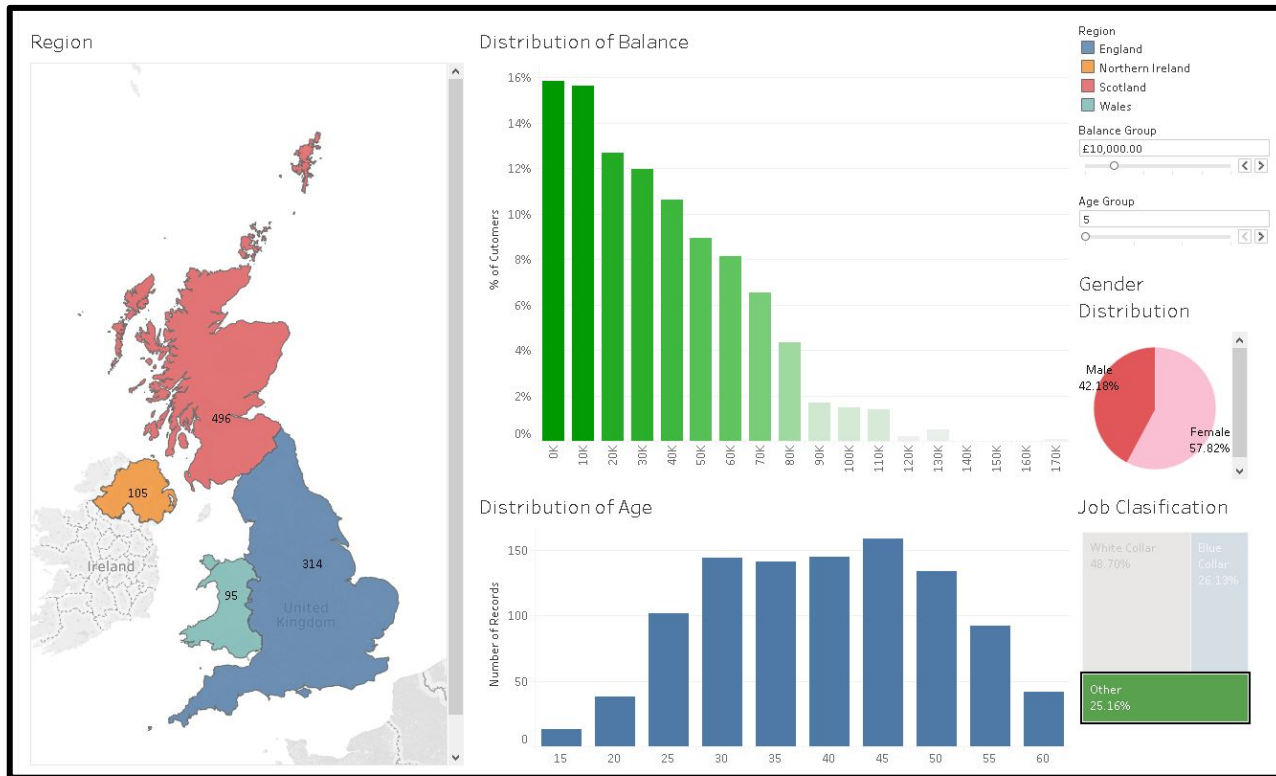 Region
496
105
Ireland
314
95
United
Kingdom
Distribution of Balance
% of Cutomers
16%
14%
12%
10%
8%
6%
4%
2%
0%
0K
10K
20K
30K
40K
50K
60K
70K
80K
90K
100K
110K
120K
130K
140K
150K
160K
170K
Distribution of Age
Number of Records
150
100
50
0
15
20
25
30
35
40
45
50
55
60
Region
England
Northern Ireland
Scotland
Wales
Balance Group
£10,000.00
Age Group
5
Gender
Distribution
Male
42.18%
Female
57.82%
Job Clasification
White Collar
48.70%
Blue
Collar
26.13%
Other
25.16%